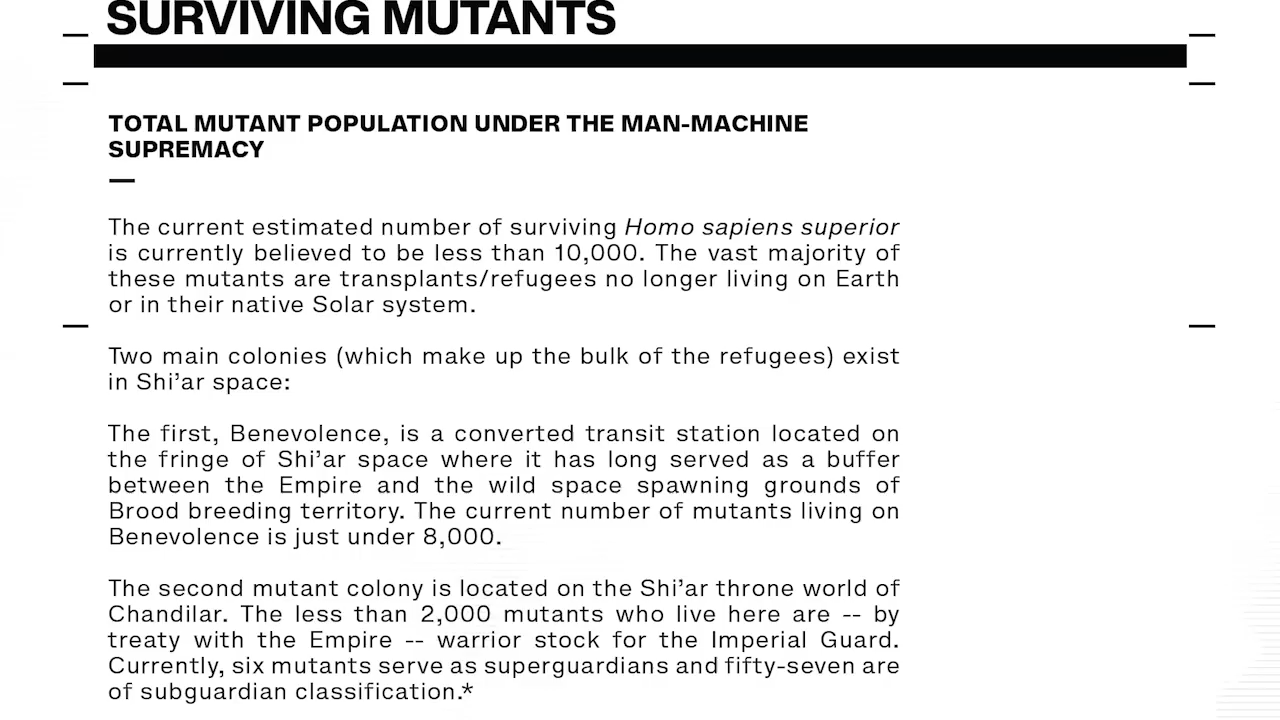 SURVIVING MUTANTS
TOTAL MUTANT POPULATION UNDER THE MAN-MACHINE
SUPREMACY
—
The current estimated number of surviving Homo sapiens superior
is currently believed to be less than 10,000. The vast majority of
these mutants are transplants/refugees no longer living on Earth
or in their native Solar system.
Two main colonies (which make up the bulk of the refugees) exist
in Shi’ar space:
The first, Benevolence, is a converted transit station located on
the fringe of Shi’ar space where it has long served as a buffer
between the Empire and the wild space spawning grounds of
Brood breeding territory. The current number of mutants living on
Benevolence is just under 8,000.
The second mutant colony is located on the Shi’ar throne world of
Chandilar. The less than 2,000 mutants who live here are -- by
treaty with the Empire -- warrior stock for the Imperial Guard.
Currently, six mutants serve as superguardians and fifty-seven are
of subguardian classification.*